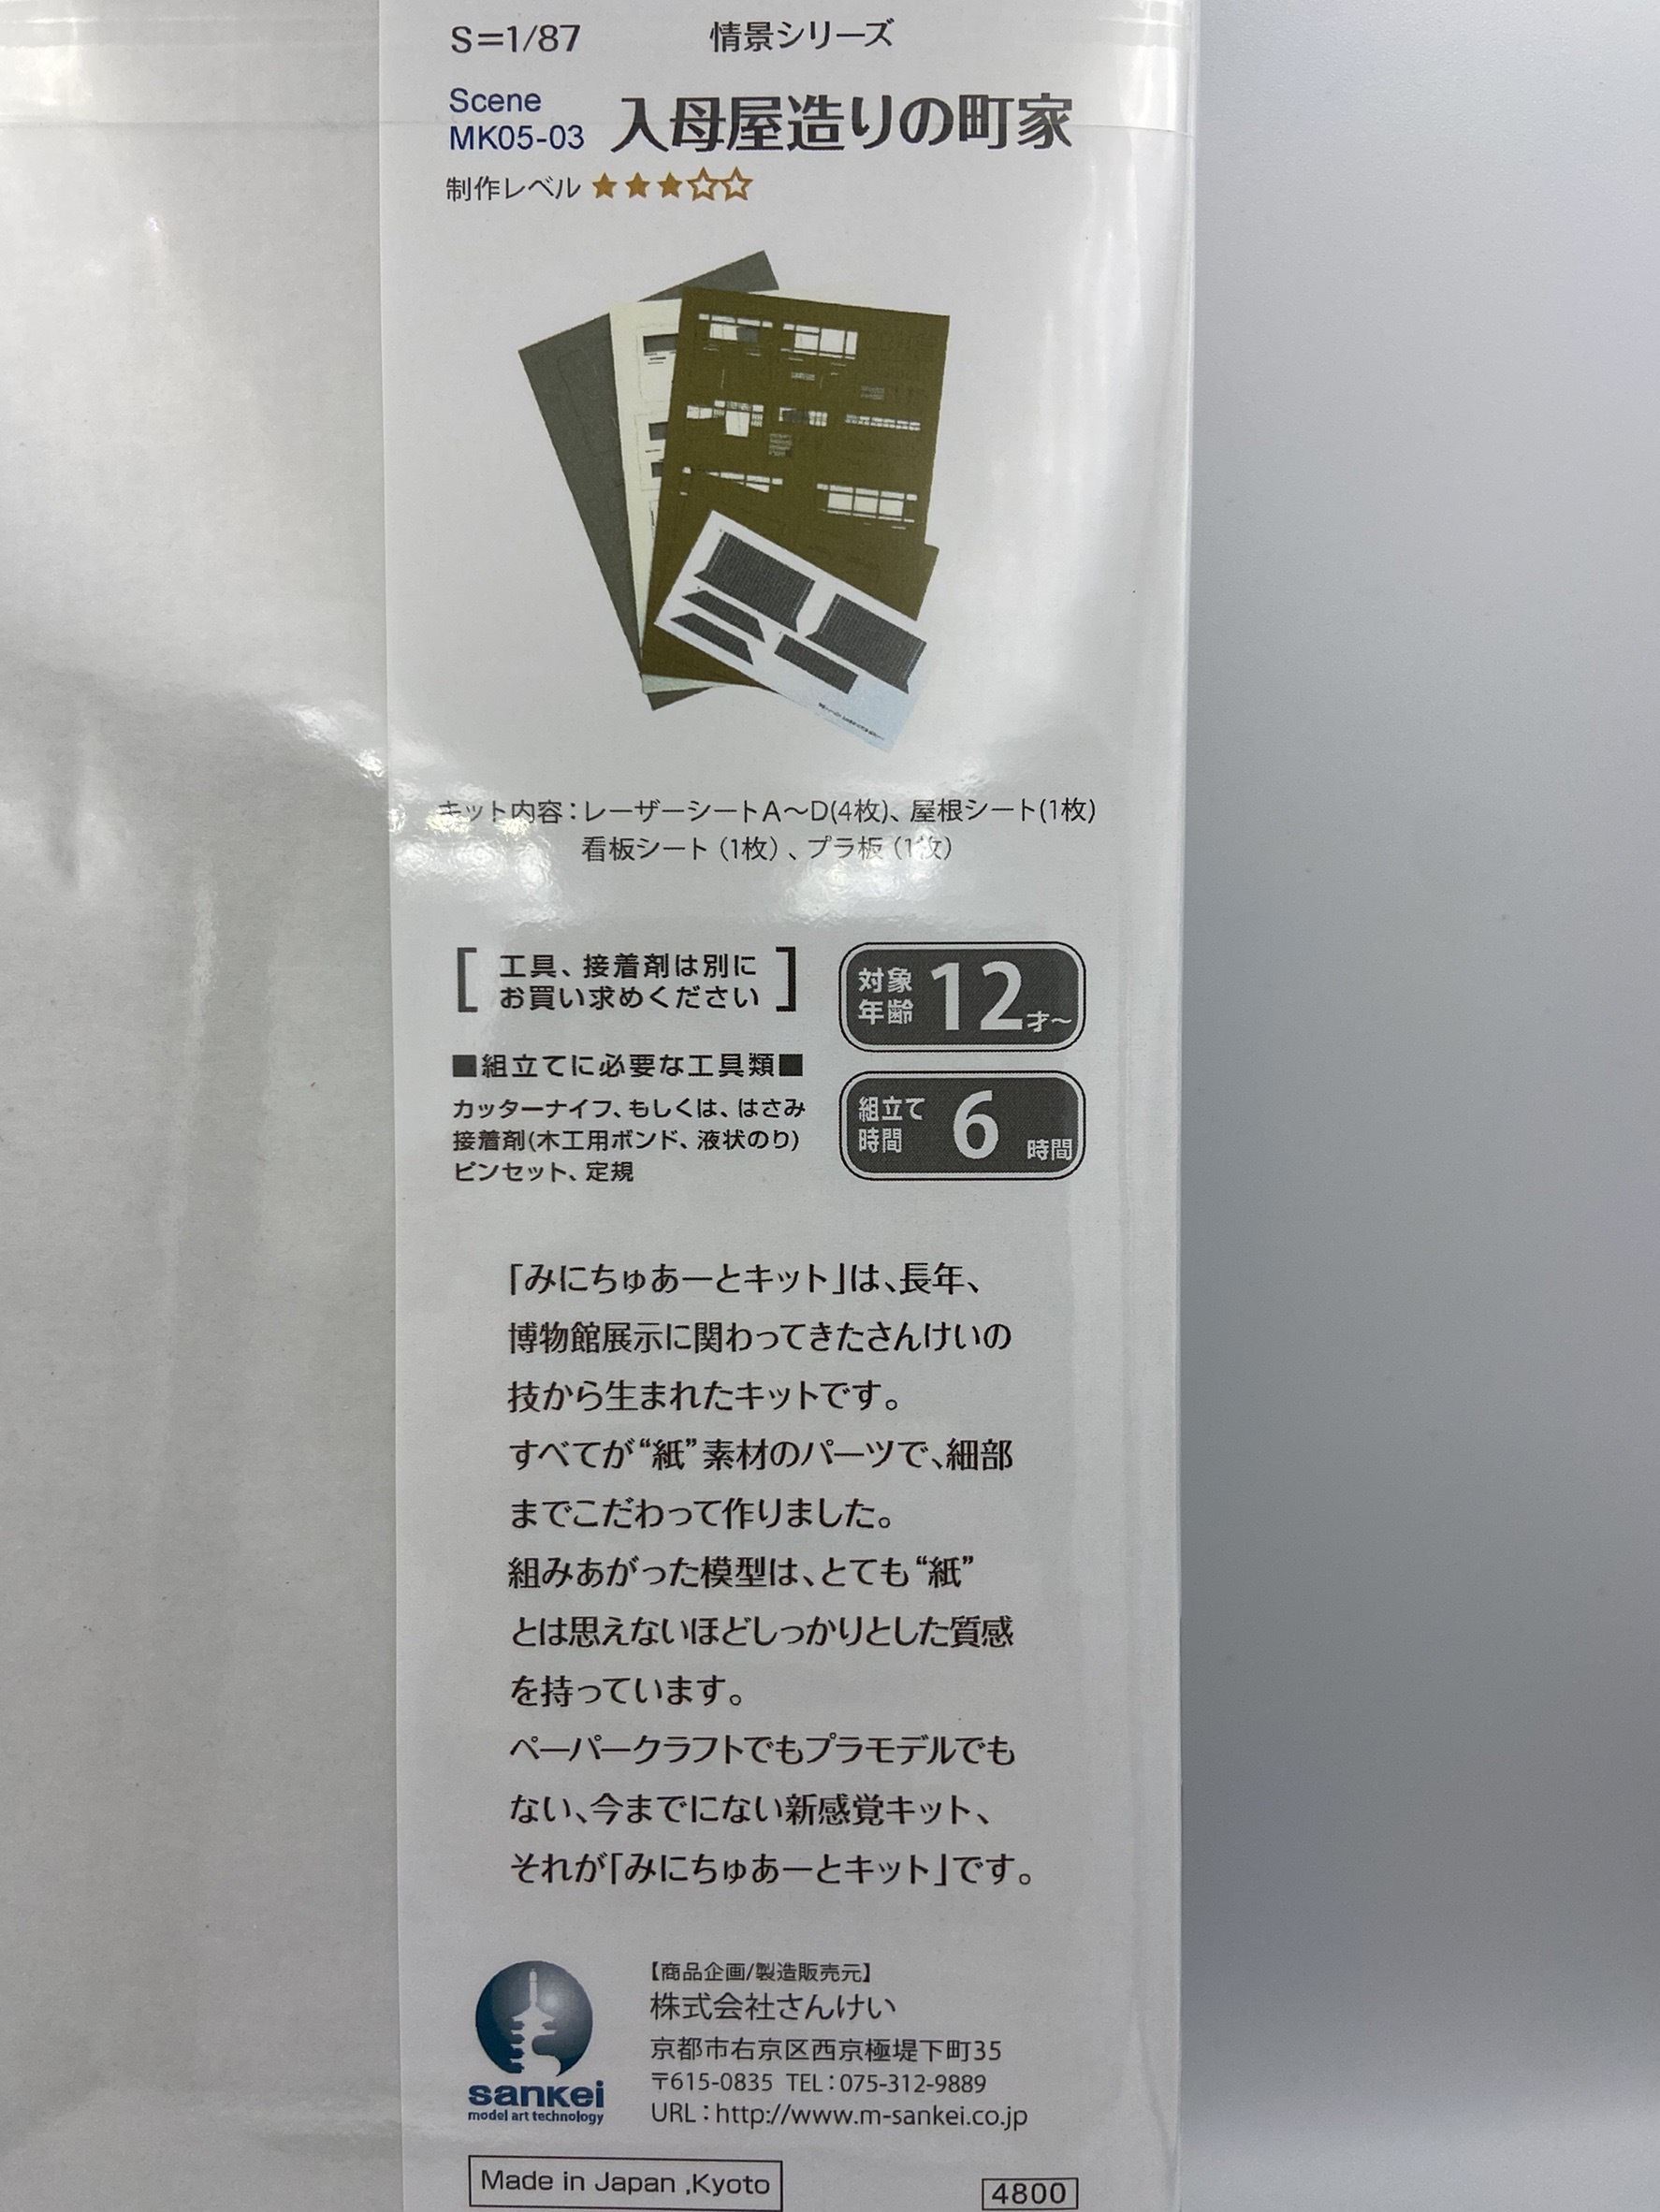 S=1/87 情景シリーズ
Scene
MK05-03 入母屋造りの町家
制作レベル ★★★☆☆
キット内容：レーザーシートA〜D(4枚)、屋根シート(1枚)
看板シート（1枚）、プラ板（1枚）
[工具、接着剤は別に
お買い求めください]
対象
年齢 12才〜
■組立てに必要な工具類■
カッターナイフ、もしくは、はさみ
接着剤(木工用ボンド、液状のり)
ピンセット、定規
組立て
時間 6 時間
「みにちゅあーとキット」は、長年、
博物館展示に関わってきたさんけいの
技から生まれたキットです。
すべてが“紙”素材のパーツで、細部
までこだわって作りました。
組みあがった模型は、とても“紙”
とは思えないほどしっかりとした質感
を持っています。
ペーパークラフトでもプラモデルでも
ない、今までにない新感覚キット、
それが「みにちゅあーとキット」です。
sankei
model art technology
【商品企画/製造販売元】
株式会社さんけい
京都市右京区西京極堤下町35
〒615-0835 TEL：075-312-9889
URL：http://www.m-sankei.co.jp
Made in Japan ,Kyoto
4800